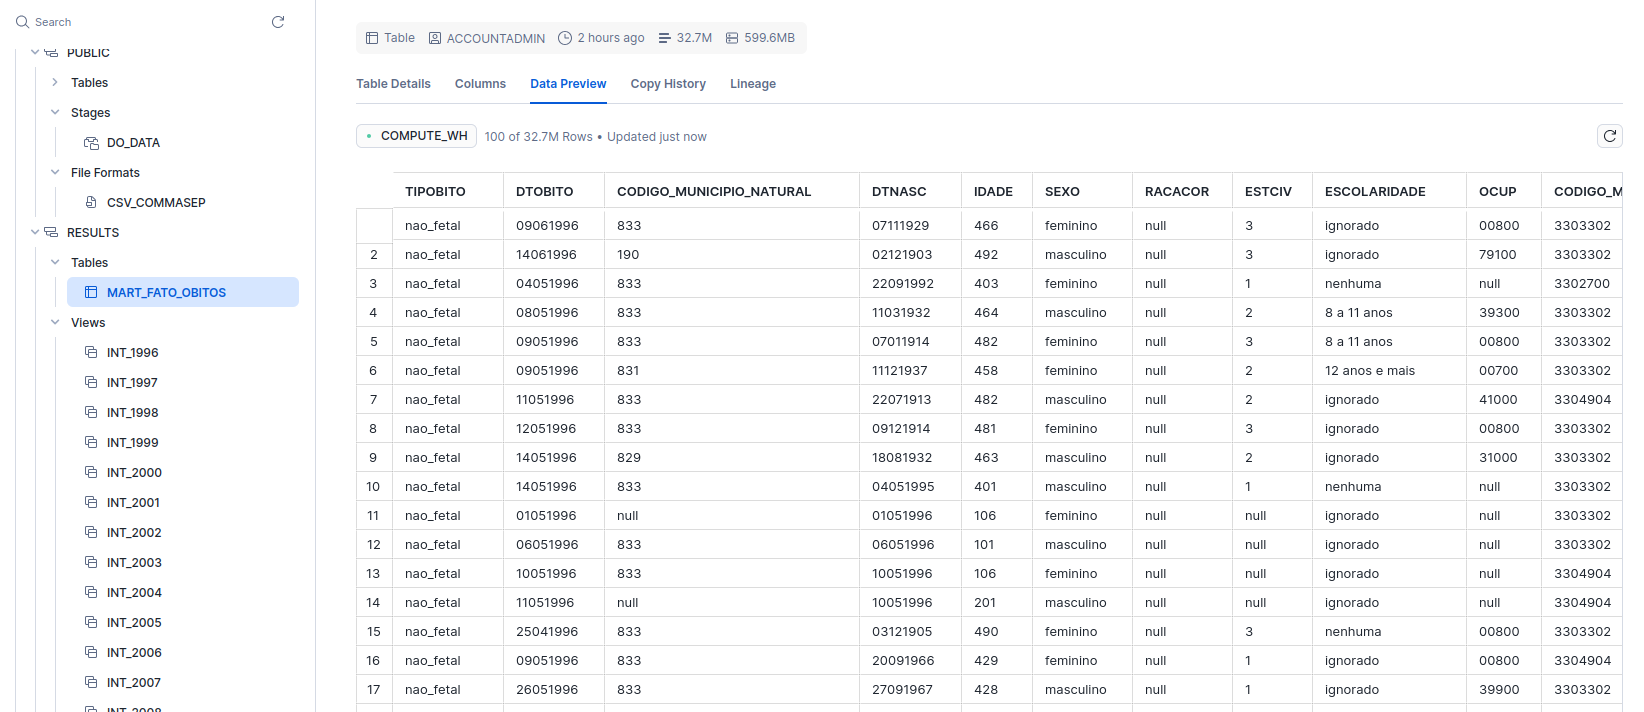 Search
PUBLIC
Tables
Stages
DO_DATA
File Formats
CSV_COMMASEP
RESULTS
Tables
MART_FATO_OBITOS
Views
INT_1996
INT_1997
INT_1998
INT_1999
INT_2000
INT_2001
INT_2002
INT_2003
INT_2004
INT_2005
INT_2006
INT_2007
Table ACCOUNTADMIN 2 hours ago 32.7M 599.6MB
Table Details Columns Data Preview Copy History Lineage
COMPUTE_WH 100 of 32.7M Rows • Updated just now
TIPOBITO DTOBITO CODIGO_MUNICIPIO_NATURAL DTNASC IDADE SEXO RACACOR ESTCIV ESCOLARIDADE OCUP CODIGO_M
nao_fetal 09061996 833 07111929 466 feminino null 3 ignorado 00800 3303302
2 nao_fetal 14061996 190 02121903 492 masculino null 3 ignorado 79100 3303302
3 nao_fetal 04051996 833 22091992 403 feminino null 1 nenhuma null 3302700
4 nao_fetal 08051996 833 11031932 464 masculino null 2 8 a 11 anos 39300 3303302
5 nao_fetal 09051996 833 07011914 482 feminino null 3 8 a 11 anos 00800 3303302
6 nao_fetal 09051996 831 11121937 458 feminino null 2 12 anos e mais 00700 3303302
7 nao_fetal 11051996 833 22071913 482 masculino null 2 ignorado 41000 3304904
8 nao_fetal 12051996 833 09121914 481 feminino null 3 ignorado 00800 3303302
9 nao_fetal 14051996 829 18081932 463 masculino null 2 ignorado 31000 3303302
10 nao_fetal 14051996 833 04051995 401 masculino null 1 nenhuma null 3303302
11 nao_fetal 01051996 null 01051996 106 feminino null null ignorado null 3303302
12 nao_fetal 06051996 833 06051996 101 masculino null null ignorado null 3303302
13 nao_fetal 10051996 833 10051996 106 feminino null null ignorado null 3304904
14 nao_fetal 11051996 null 10051996 201 masculino null null ignorado null 3304904
15 nao_fetal 25041996 833 03121905 490 feminino null 3 nenhuma 00800 3303302
16 nao_fetal 09051996 833 20091966 429 feminino null 1 ignorado 00800 3304904
17 nao_fetal 26051996 833 27091967 428 masculino null 1 ignorado 39900 3303302